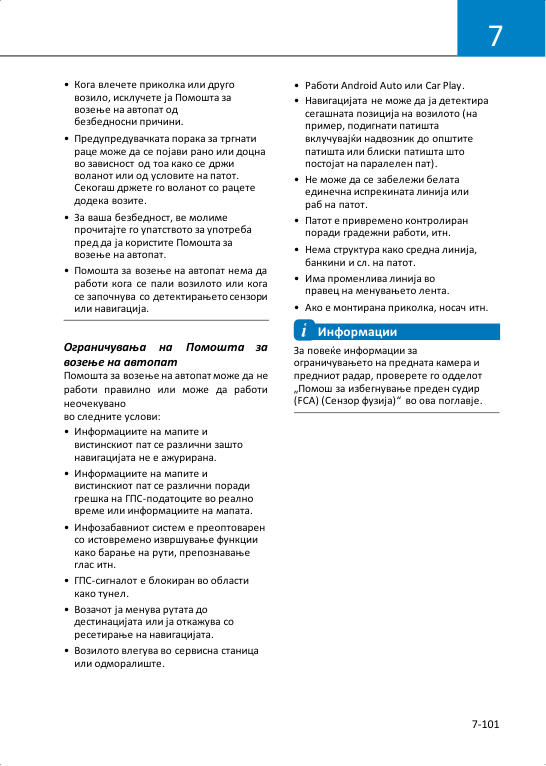 7
• Кога влечете приколка или друго
возило, исклучете ја Помошта за
возење на автопат од
безбедносни причини.
• Предупредувачката порака за тргнати
раце може да се појави рано или доцна
во зависност од тоа како се држи
воланот или од условите на патот.
Секогаш држете го воланот со рацете
додека возите.
• За ваша безбедност, ве молиме
прочитајте го упатството за употреба
пред да ја користите Помошта за
возење на автопат.
• Помошта за возење на автопат нема да
работи кога се пали возилото или кога
се започнува со детектирањето сензори
или навигација.
Ограничувања на Помошта за
возење на автопат
Помошта за возење на автопат може да не
работи правилно или може да работи
неочекувано
во следните услови:
• Информациите на мапите и
вистинскиот пат се различни зашто
навигацијата не е ажурирана.
• Информациите на мапите и
вистинскиот пат се различни поради
грешка на ГПС-податоците во реално
време или информациите на мапата.
• Инфозабавниот систем е преоптоварен
со истовремено извршување функции
како барање на рути, препознавање
глас итн.
• ГПС-сигналот е блокиран во области
како тунел.
• Возачот ја менува рутата до
дестинацијата или ја откажува со
ресетирање на навигацијата.
• Возилото влегува во сервисна станица
или одморалиште.
• Работи Android Auto или Car Play.
• Навигацијата не може да ја детектира
сегашната позиција на возилото (на
пример, подигнати патишта
вклучувајќи надвозник до општите
патишта или блиски патишта што
постојат на паралелен пат).
• Не може да се забележи белата
единечна испрекината линија или
раб на патот.
• Патот е привремено контролиран
поради градежни работи, итн.
• Нема структура како средна линија,
банкини и сл. на патот.
• Има променлива линија во
правец на менувањето лента.
• Ако е монтирана приколка, носач итн.
i Информации
За повеќе информации за
ограничувањето на предната камера и
предниот радар, проверете го одделот
„Помош за избегнување преден судир
(FCA) (Сензор фузија)“ во ова поглавје.
7-101